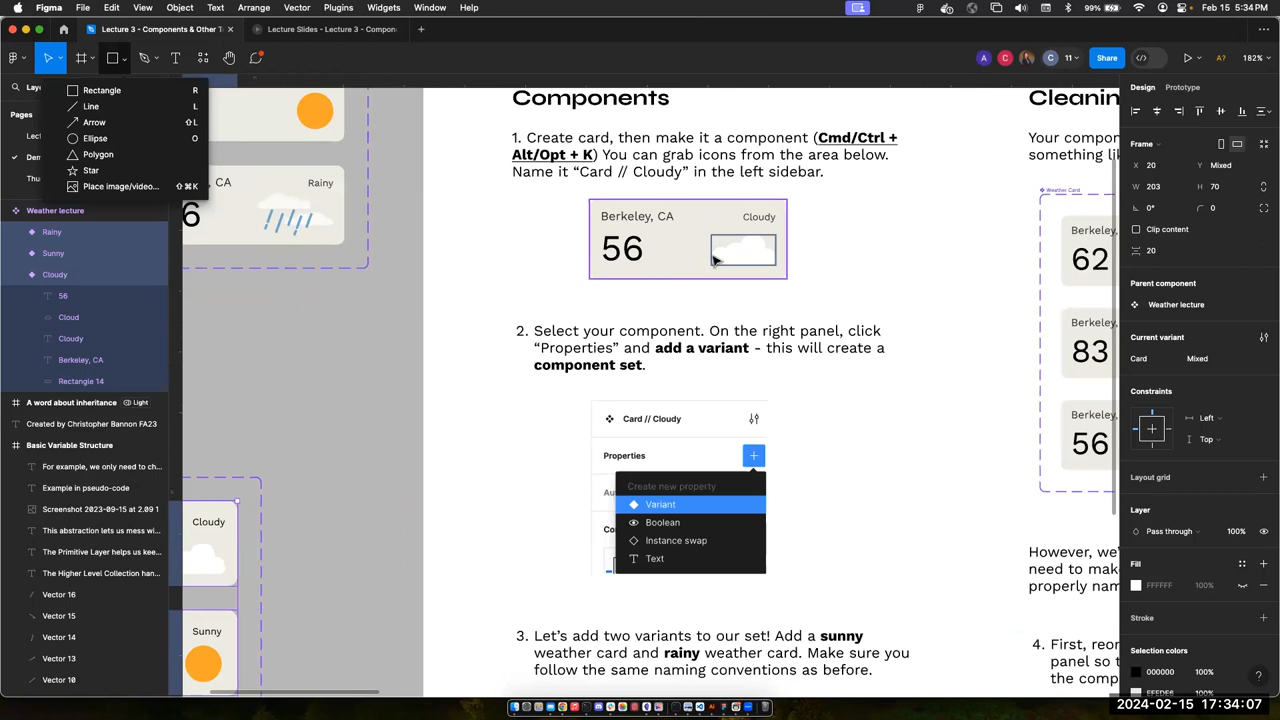 Figma File Edit View Object Text Arrange Vector Plugins Widgets Window Help
99% Feb 15 5:34 PM
Lecture 3 - Components & Other T
Lecture Slides - Lecture 3 - Compon
A C C 11 Share A? 182%
Rectangle R
Line L
Arrow ⇧L
Ellipse O
Polygon
Star
Place image/video... ⇧⌘K
Pages
Weather lecture
Rainy
Sunny
Cloudy
56
Cloud
Cloudy
Berkeley, CA
Rectangle 14
A word about inheritance Light
Created by Christopher Bannon FA23
Basic Variable Structure
For example, we only need to ch...
Example in pseudo-code
Screenshot 2023-09-15 at 2.09 1
This abstraction lets us mess wi...
The Primitive Layer helps us kee...
The Higher Level Collection han...
Vector 16
Vector 15
Vector 14
Vector 13
Vector 10
, CA Rainy
6
Cloudy
Sunny
Components
1. Create card, then make it a component (Cmd/Ctrl +
Alt/Opt + K) You can grab icons from the area below.
Name it “Card // Cloudy” in the left sidebar.
Berkeley, CA Cloudy
56
2. Select your component. On the right panel, click
“Properties” and add a variant - this will create a
component set.
Card // Cloudy
Properties
Create new property
Variant
Boolean
Instance swap
Text
3. Let’s add two variants to our set! Add a sunny
weather card and rainy weather card. Make sure you
follow the same naming conventions as before.
Cleanin
Your compon
something lik
Weather Card
Berkeley,
62
Berkeley,
83
Berkeley,
56
However, we’
need to mak
properly nam
4. First, reor
panel so t
the comp
Design Prototype
Frame
X 20 Y Mixed
W 203 H 70
0° 0
Clip content
20
Parent component
Weather lecture
Current variant
Card Mixed
Constraints
Left
Top
Layout grid
Layer
Pass through 100%
Fill
FFFFFF 100%
Stroke
Selection colors
000000 100%
EFEDE6 100%
?
2024-02-15 17:34:07